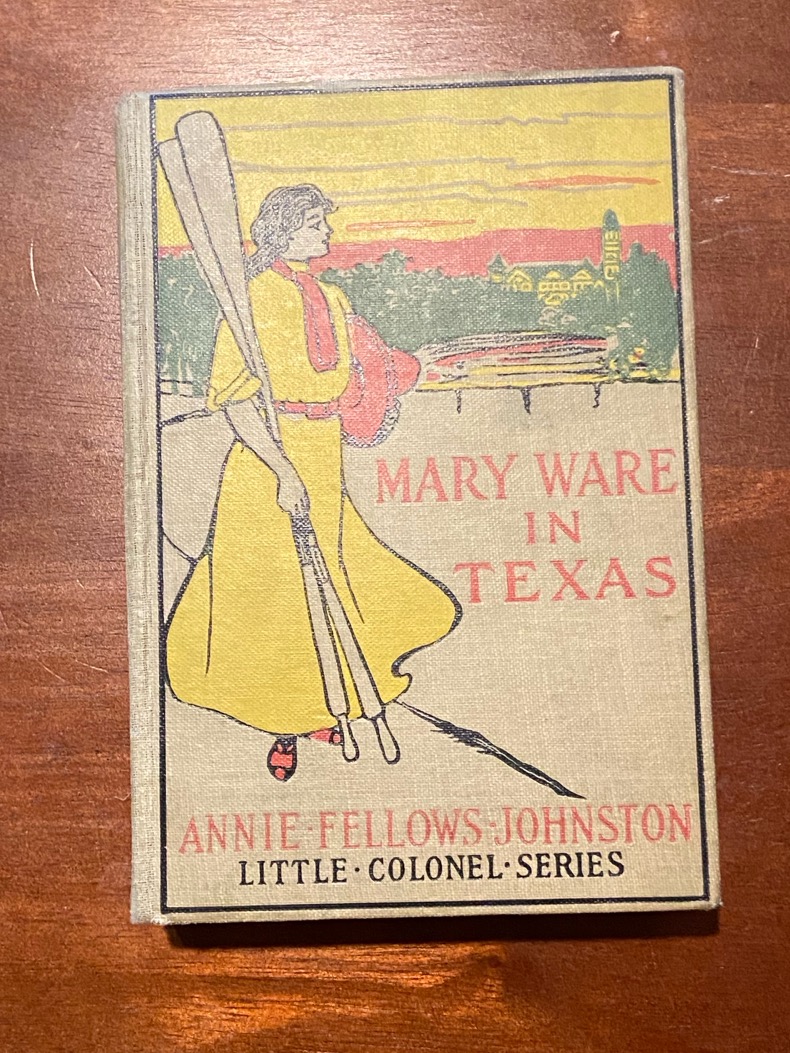 MARY WARE
IN
TEXAS
ANNIE·FELLOWS·JOHNSTON
LITTLE·COLONEL·SERIES